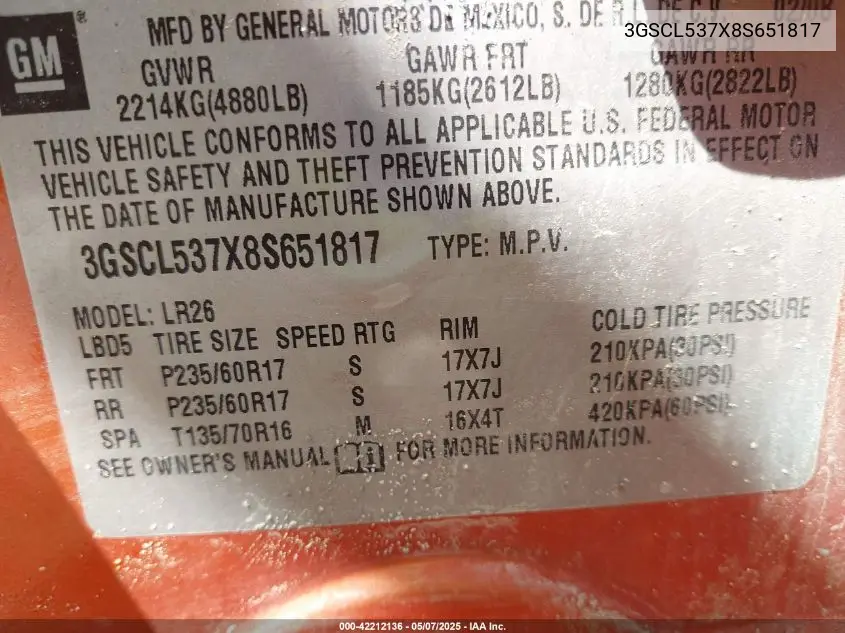 3GSCL537X8S651817
GM ®
MFD BY GENERAL MOTORS DE MEXICO, S. DE R.L. DE C.V. 02/08
GVWR GAWR FRT GAWR RR
2214KG(4880LB) 1185KG(2612LB) 1280KG(2822LB)
THIS VEHICLE CONFORMS TO ALL APPLICABLE U.S. FEDERAL MOTOR
VEHICLE SAFETY AND THEFT PREVENTION STANDARDS IN EFFECT ON
THE DATE OF MANUFACTURE SHOWN ABOVE.
3GSCL537X8S651817 TYPE: M.P.V.
MODEL: LR26
LBD5 TIRE SIZE SPEED RTG RIM COLD TIRE PRESSURE
FRT P235/60R17 S 17X7J 210KPA(30PSI)
RR P235/60R17 S 17X7J 210KPA(30PSI)
SPA T135/70R16 M 16X4T 420KPA(60PSI)
SEE OWNER'S MANUAL i FOR MORE INFORMATION.
000-42212136 - 05/07/2025 - IAA Inc.